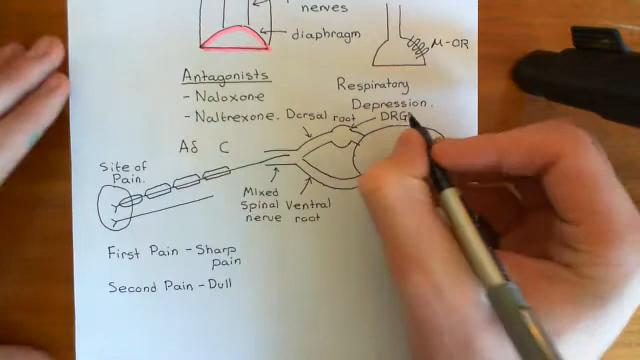 nerves
diaphragm
μ-OR
Antagonists
- Naloxone
- Naltrexone.
Respiratory
Depression.
Dorsal root
DRG
Aδ C
Site of
Pain.
Mixed
Spinal
nerve
Ventral
root
First Pain - Sharp
pain
Second Pain - Dull